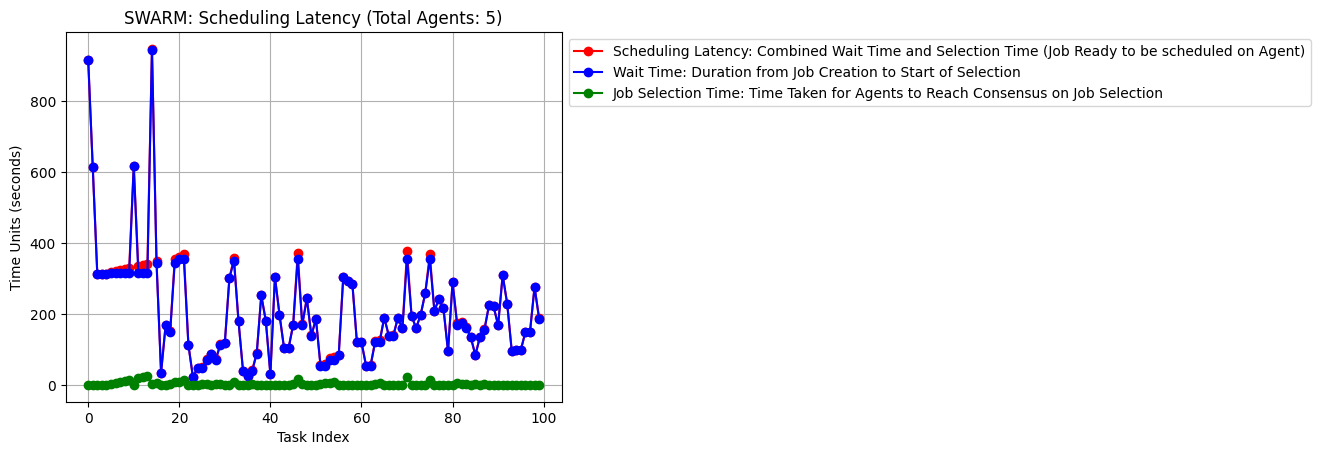 SWARM: Scheduling Latency (Total Agents: 5)
Scheduling Latency: Combined Wait Time and Selection Time (Job Ready to be scheduled on Agent)
Wait Time: Duration from Job Creation to Start of Selection
Job Selection Time: Time Taken for Agents to Reach Consensus on Job Selection
Time Units (seconds)
800
600
400
200
0
0 20 40 60 80 100
Task Index